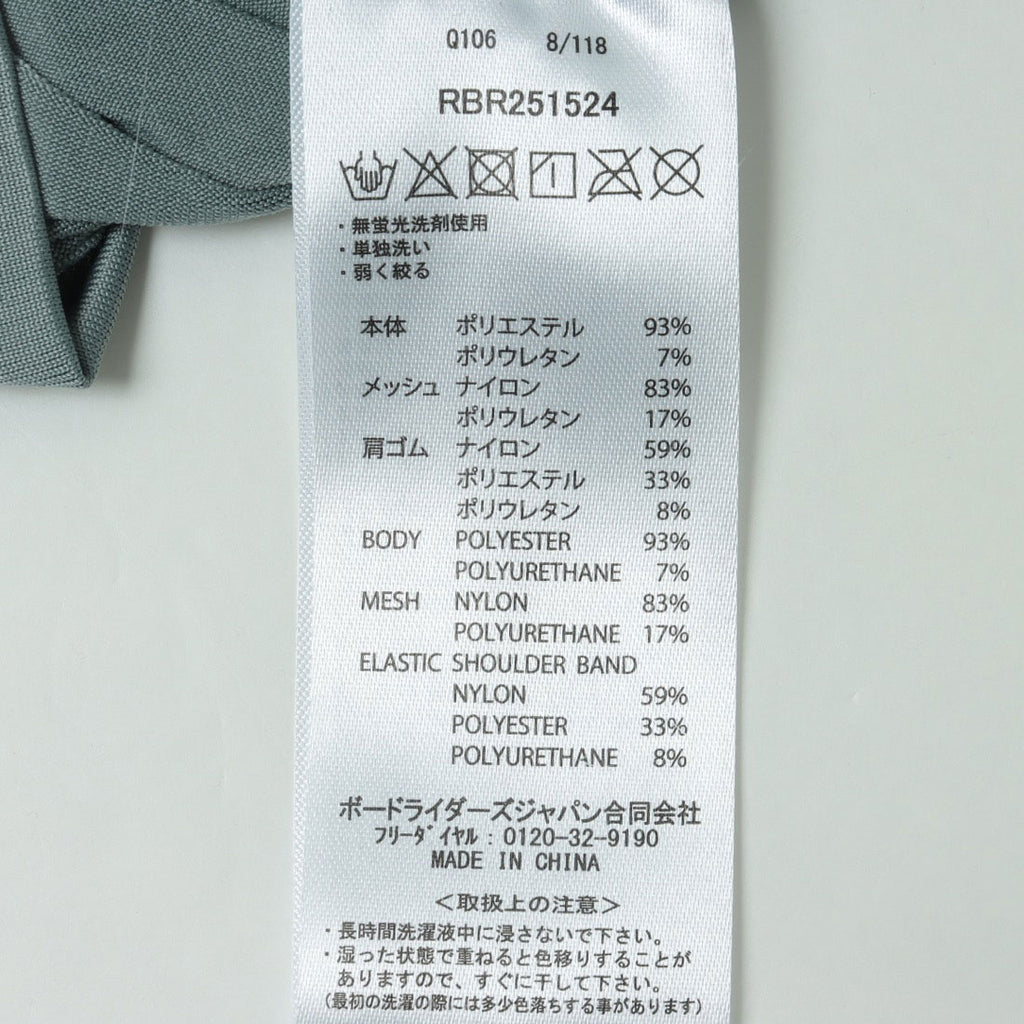 Q106 8/118
RBR251524
・無蛍光洗剤使用
・単独洗い
・弱く絞る
本体 ポリエステル 93%
ポリウレタン 7%
メッシュ ナイロン 83%
ポリウレタン 17%
肩ゴム ナイロン 59%
ポリエステル 33%
ポリウレタン 8%
BODY POLYESTER 93%
POLYURETHANE 7%
MESH NYLON 83%
POLYURETHANE 17%
ELASTIC SHOULDER BAND
NYLON 59%
POLYESTER 33%
POLYURETHANE 8%
ボードライダーズジャパン合同会社
フリーダイヤル:0120-32-9190
MADE IN CHINA
<取扱上の注意>
・長時間洗濯液中に浸さないで下さい。
・湿った状態で重ねると色移りすることが
ありますので、すぐに干して下さい。
(最初の洗濯の際には多少色落ちする事があります)